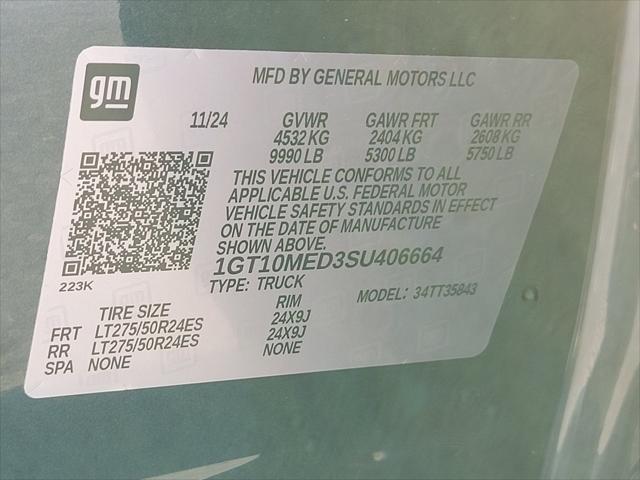 gm
MFD BY GENERAL MOTORS LLC
11/24 GVWR GAWR FRT GAWR RR
4532 KG 2404 KG 2608 KG
9990 LB 5300 LB 5750 LB
THIS VEHICLE CONFORMS TO ALL
APPLICABLE U.S. FEDERAL MOTOR
VEHICLE SAFETY STANDARDS IN EFFECT
ON THE DATE OF MANUFACTURE
SHOWN ABOVE.
1GT10MED3SU406664
223K
TYPE: TRUCK MODEL: 34TT35843
TIRE SIZE RIM
FRT LT275/50R24ES 24X9J
RR LT275/50R24ES 24X9J
SPA NONE NONE